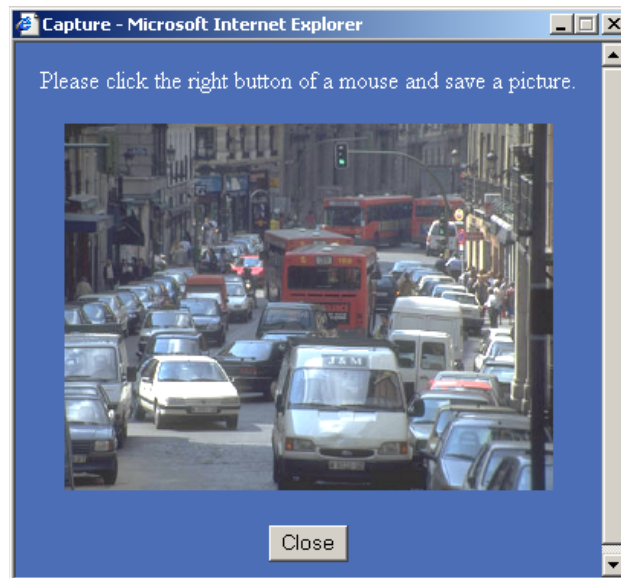 Capture - Microsoft Internet Explorer
Please click the right button of a mouse and save a picture.
J&M
Close